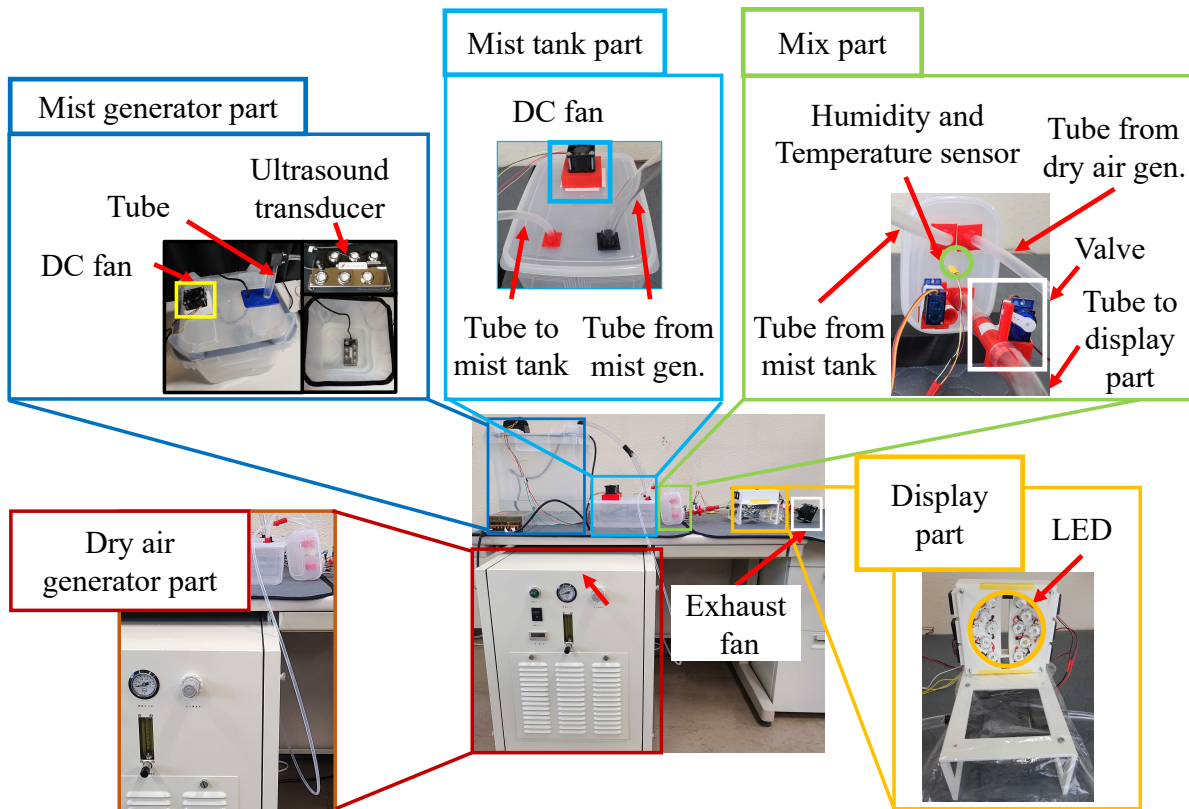 Mist tank part
Mix part
Mist generator part
DC fan
Humidity and
Temperature sensor
Tube from
dry air gen.
Ultrasound
transducer
Tube
DC fan
Valve
Tube to
mist tank
Tube from
mist gen.
Tube from
mist tank
Tube to
display
part
Display
part
Dry air
generator part
LED
Exhaust
fan